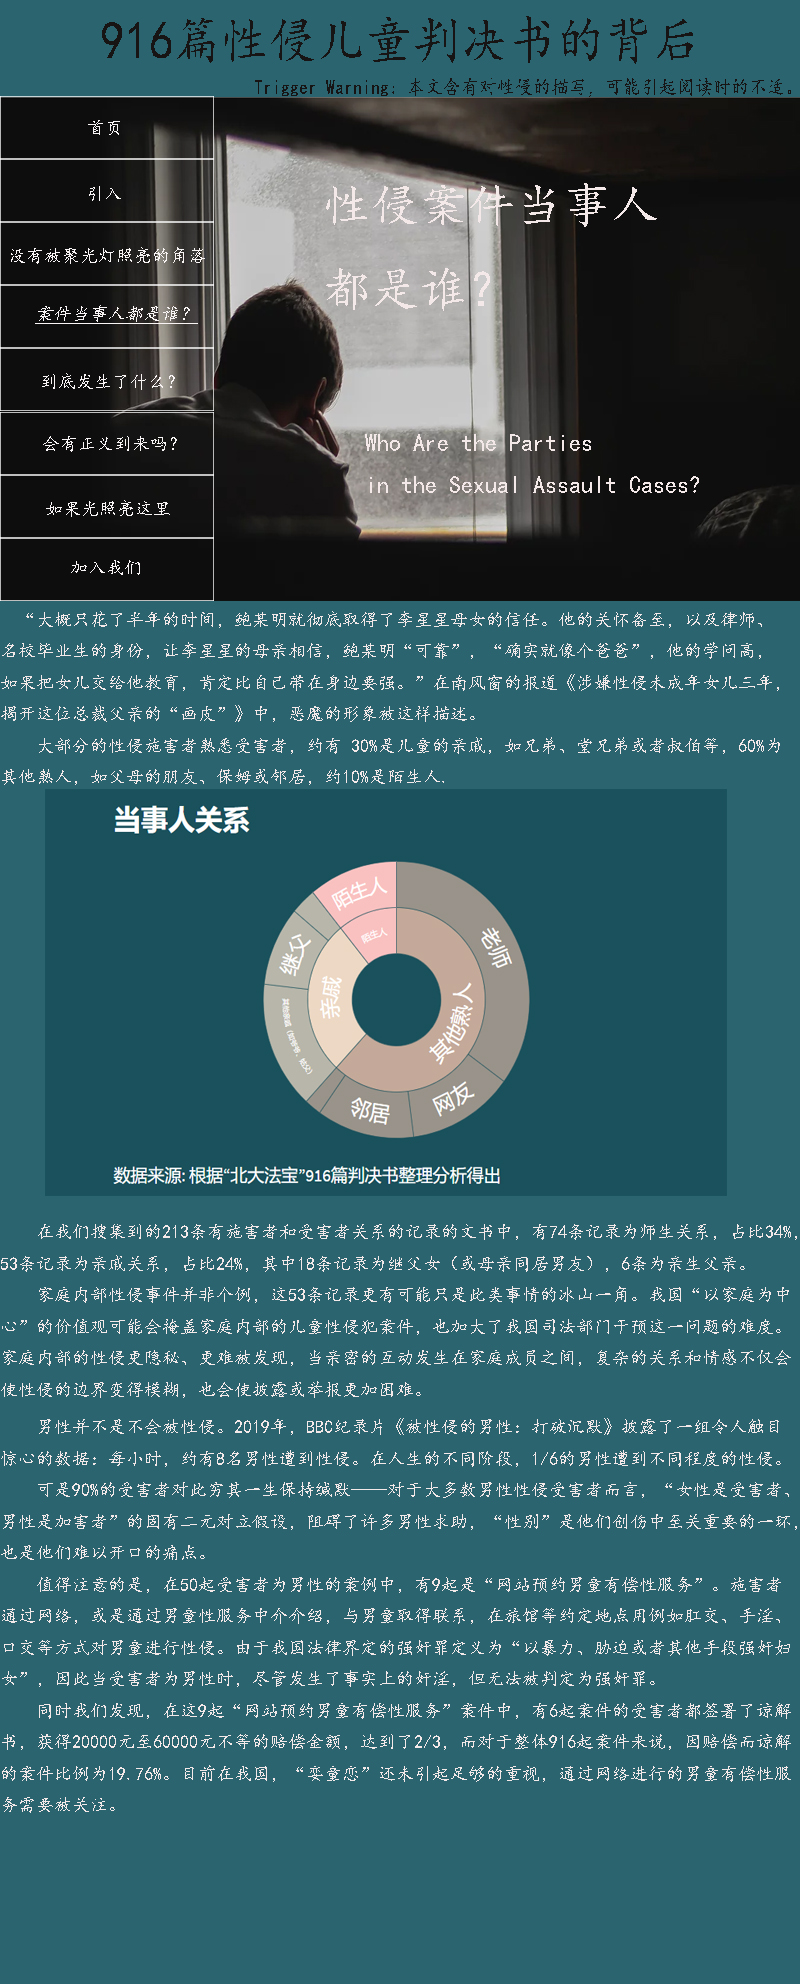 916篇性侵儿童判决书的背后
Trigger Warning: 本文含有对性侵的描写, 可能引起阅读时的不适。
首页
引入
没有被聚光灯照亮的角落
案件当事人都是谁？
到底发生了什么？
会有正义到来吗？
如果光照亮这里
加入我们
性侵案件当事人
都是谁？
Who Are the Parties
in the Sexual Assault Cases?
“大概只花了半年的时间，鲍某明就彻底取得了李星星母女的信任。他的关怀备至，以及律师、
名校毕业生的身份，让李星星的母亲相信，鲍某明“可靠”，“确实就像个爸爸”，他的学问高，
如果把女儿交给他教育，肯定比自己带在身边要强。”在南风窗的报道《涉嫌性侵未成年女儿三年，
揭开这位总裁父亲的“画皮”》中，恶魔的形象被这样描述。
大部分的性侵施害者熟悉受害者，约有 30%是儿童的亲戚，如兄弟、堂兄弟或者叔伯等，60%为
其他熟人，如父母的朋友、保姆或邻居，约10%是陌生人.
当事人关系
陌生人
陌生人
老师
继父
亲戚
其他熟人
网友
邻居
数据来源: 根据“北大法宝”916篇判决书整理分析得出
在我们搜集到的213条有施害者和受害者关系的记录的文书中，有74条记录为师生关系，占比34%，
53条记录为亲戚关系，占比24%，其中18条记录为继父女（或母亲同居男友），6条为亲生父亲。
家庭内部性侵事件并非个例，这53条记录更有可能只是此类事情的冰山一角。我国“以家庭为中
心”的价值观可能会掩盖家庭内部的儿童性侵犯案件，也加大了我国司法部门干预这一问题的难度。
家庭内部的性侵更隐秘、更难被发现，当亲密的互动发生在家庭成员之间，复杂的关系和情感不仅会
使性侵的边界变得模糊，也会使披露或举报更加困难。
男性并不是不会被性侵。2019年，BBC纪录片《被性侵的男性：打破沉默》披露了一组令人触目
惊心的数据：每小时，约有8名男性遭到性侵。在人生的不同阶段，1/6的男性遭到不同程度的性侵。
可是90%的受害者对此穷其一生保持缄默——对于大多数男性性侵受害者而言，“女性是受害者、
男性是加害者”的固有二元对立假设，阻碍了许多男性求助，“性别”是他们创伤中至关重要的一环，
也是他们难以开口的痛点。
值得注意的是，在50起受害者为男性的案例中，有9起是“网站预约男童有偿性服务”。施害者
通过网络，或是通过男童性服务中介介绍，与男童取得联系，在旅馆等约定地点用例如肛交、手淫、
口交等方式对男童进行性侵。由于我国法律界定的强奸罪定义为“以暴力、胁迫或者其他手段强奸妇
女”，因此当受害者为男性时，尽管发生了事实上的奸淫，但无法被判定为强奸罪。
同时我们发现，在这9起“网站预约男童有偿性服务”案件中，有6起案件的受害者都签署了谅解
书，获得20000元至60000元不等的赔偿金额，达到了2/3，而对于整体916起案件来说，因赔偿而谅解
的案件比例为19.76%。目前在我国，“娈童恋”还未引起足够的重视，通过网络进行的男童有偿性服
务需要被关注。